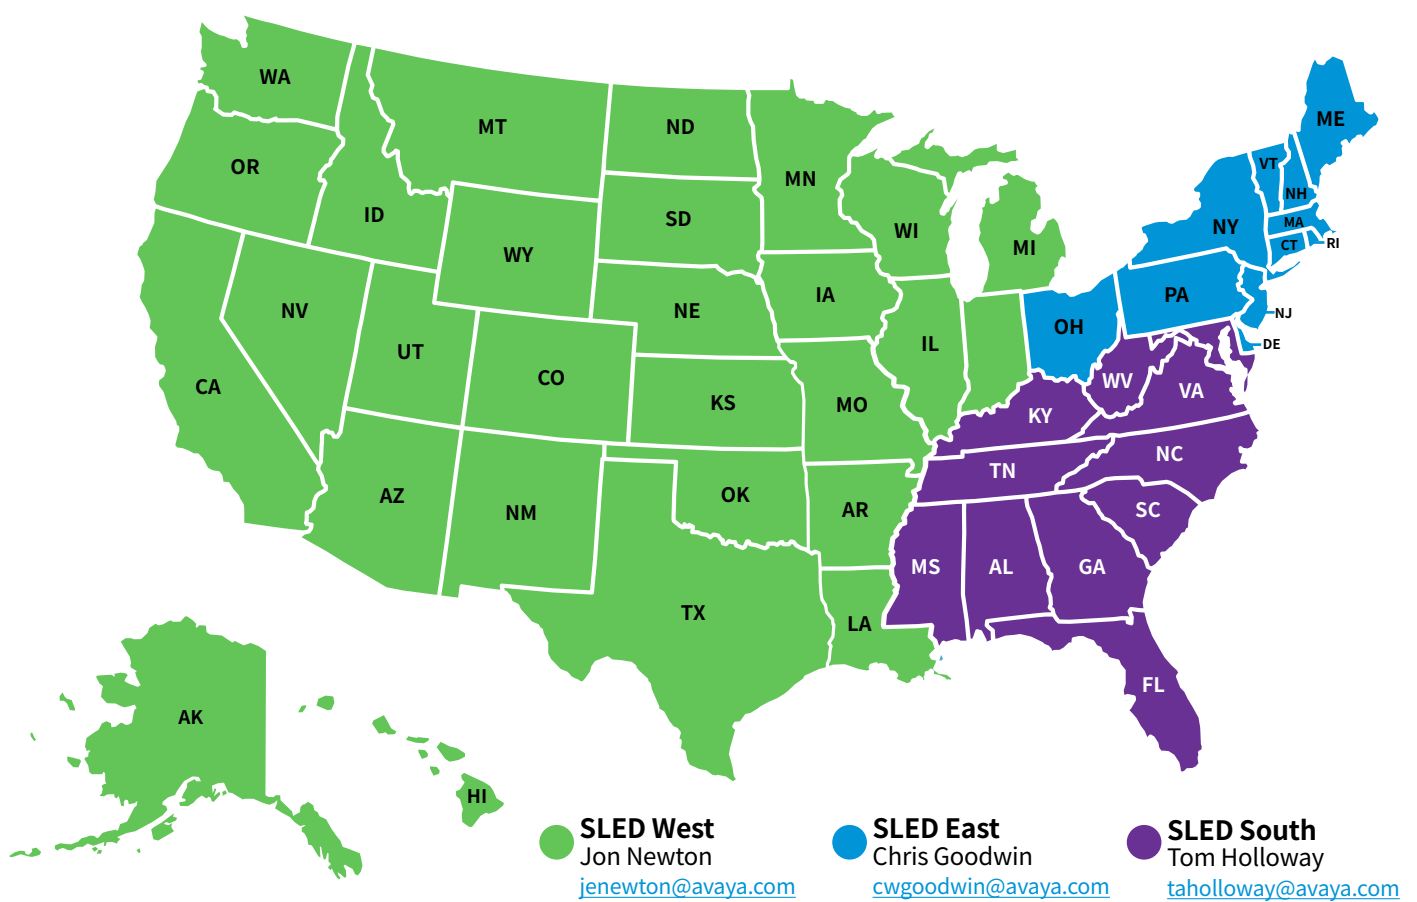 WA
ME
MT
ND
VT
OR
MN
NH
ID
SD
MA
NY
WI
RI
MI
CT
WY
IA
PA
NV
NE
NJ
OH
IL
DE
UT
CO
WV
CA
VA
KS
MO
KY
NC
TN
AZ
OK
NM
AR
SC
MS
AL
GA
TX
LA
FL
AK
HI
SLED West
Jon Newton
jenewton@avaya.com
SLED East
Chris Goodwin
cwgoodwin@avaya.com
SLED South
Tom Holloway
taholloway@avaya.com